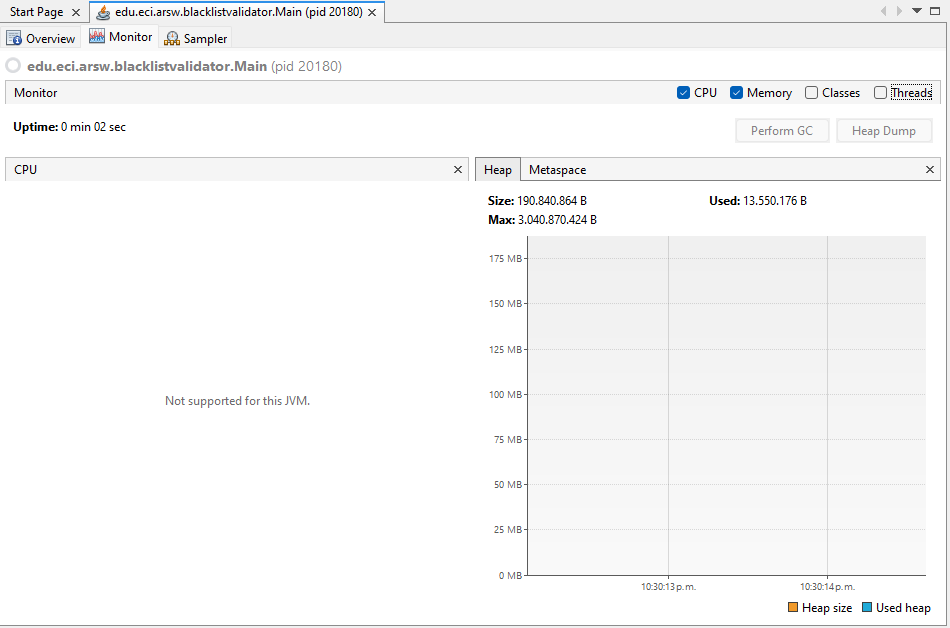 Start Page edu.eci.arsw.blacklistvalidator.Main (pid 20180)
Overview Monitor Sampler
edu.eci.arsw.blacklistvalidator.Main (pid 20180)
Monitor CPU Memory Classes Threads
Uptime: 0 min 02 sec
Perform GC Heap Dump
CPU
Not supported for this JVM.
Heap Metaspace
Size: 190.840.864 B Used: 13.550.176 B
Max: 3.040.870.424 B
175 MB
150 MB
125 MB
100 MB
75 MB
50 MB
25 MB
0 MB
10:30:13 p. m. 10:30:14 p. m.
Heap size Used heap